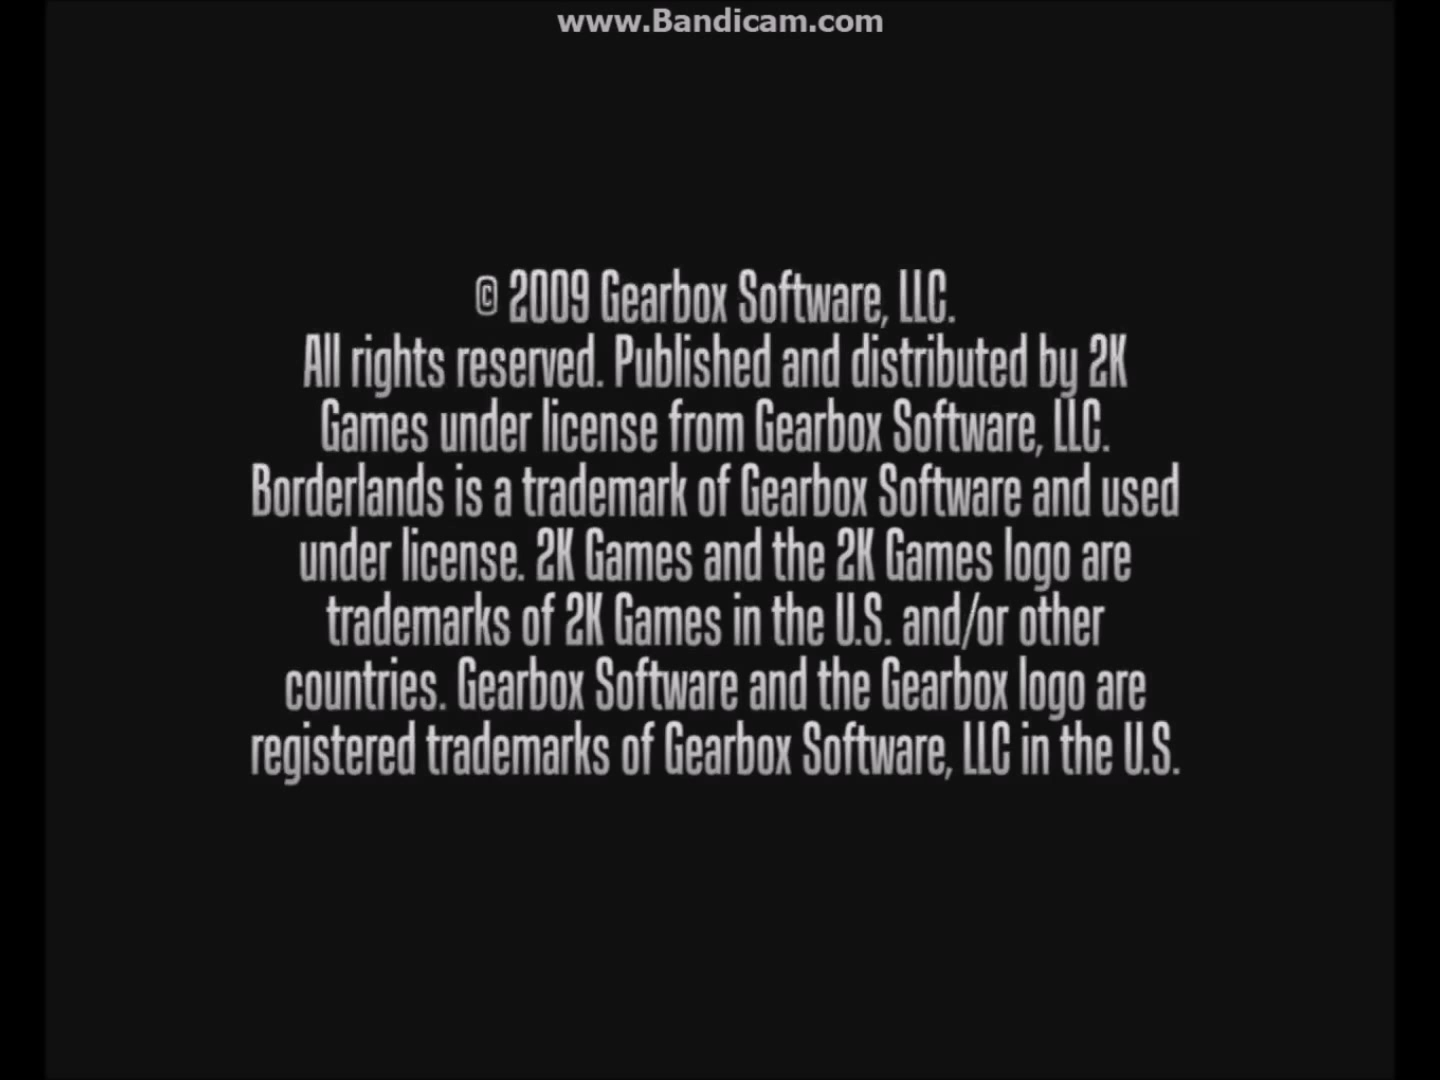 www.Bandicam.com
© 2009 Gearbox Software, LLC.
All rights reserved. Published and distributed by 2K
Games under license from Gearbox Software, LLC.
Borderlands is a trademark of Gearbox Software and used
under license. 2K Games and the 2K Games logo are
trademarks of 2K Games in the U.S. and/or other
countries. Gearbox Software and the Gearbox logo are
registered trademarks of Gearbox Software, LLC in the U.S.